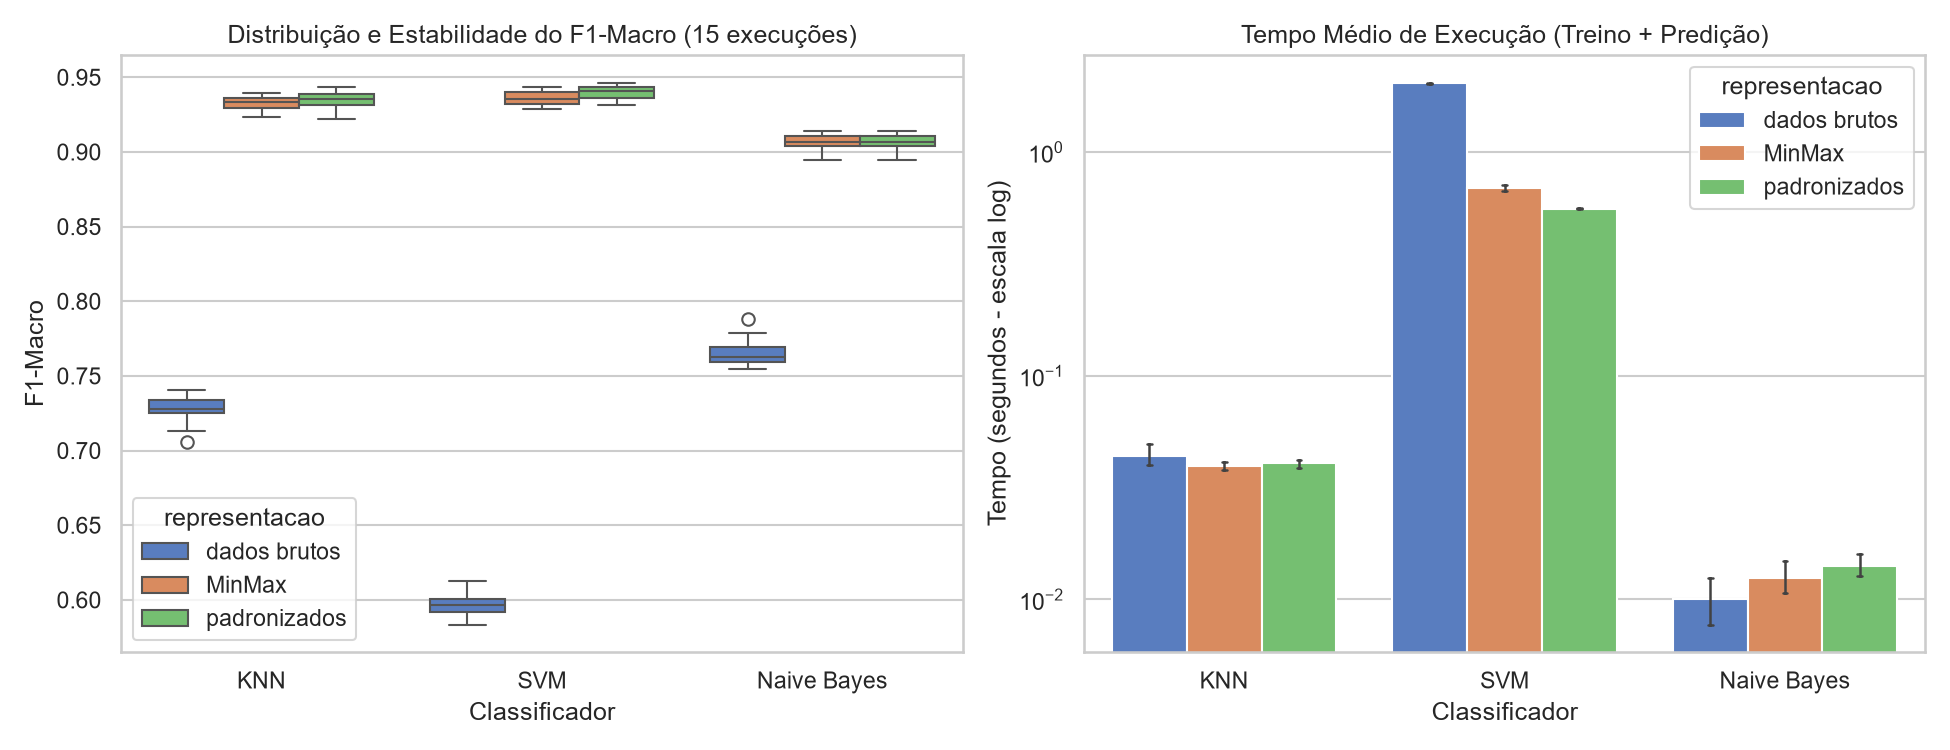 Distribuição e Estabilidade do F1-Macro (15 execuções)
F1-Macro
0.95
0.90
0.85
0.80
0.75
0.70
0.65
0.60
representacao
dados brutos
MinMax
padronizados
KNN
SVM
Naive Bayes
Classificador
Tempo Médio de Execução (Treino + Predição)
Tempo (segundos - escala log)
10⁰
10⁻¹
10⁻²
representacao
dados brutos
MinMax
padronizados
KNN
SVM
Naive Bayes
Classificador